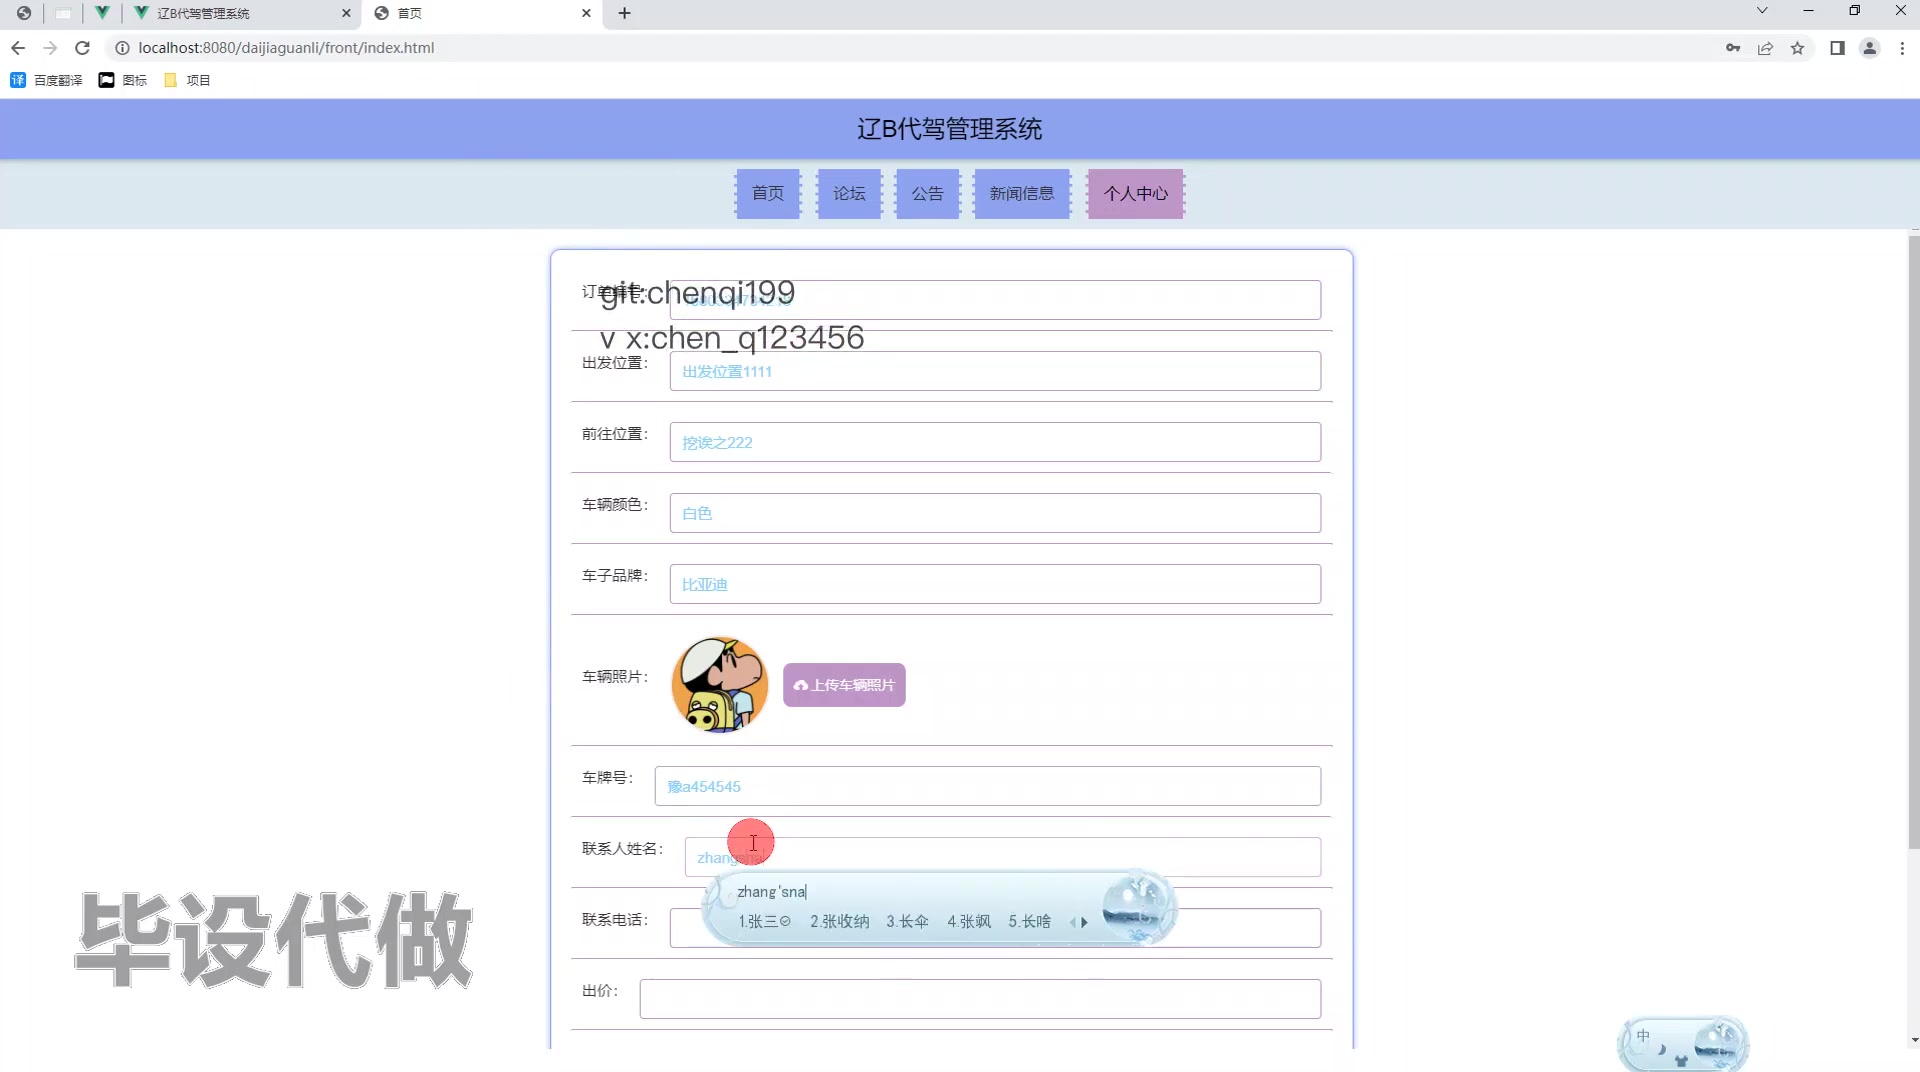 辽B代驾管理系统
首页
localhost:8080/daijiaguanli/front/index.html
百度翻译
图标
项目
辽B代驾管理系统
首页
论坛
公告
新闻信息
个人中心
订单编号:
git:chenqi199
v x:chen_q123456
出发位置:
出发位置1111
前往位置:
挖诶之222
车辆颜色:
白色
车子品牌:
比亚迪
车辆照片:
上传车辆照片
车牌号:
豫a454545
联系人姓名:
zhang'sna
1.张三 2.张收纳 3.长伞 4.张飒 5.长啥
联系电话:
出价:
毕设代做
中